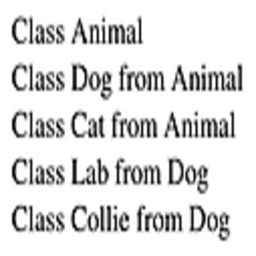 Class Animal
Class Dog from Animal
Class Cat from Animal
Class Lab from Dog
Class Collie from Dog